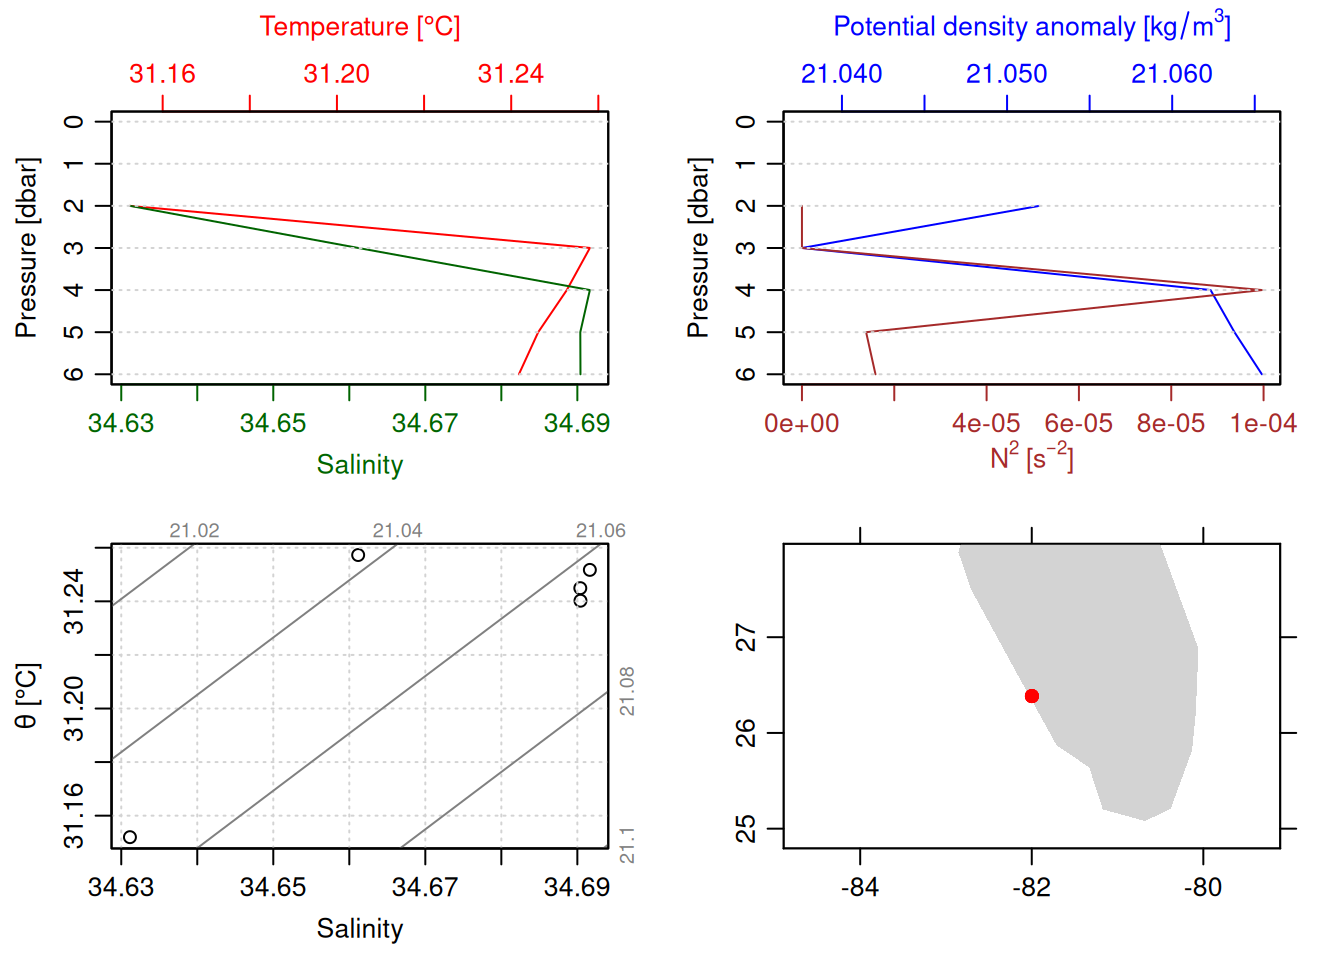 Temperature [°C]
31.16 31.20 31.24
Pressure [dbar]
0
1
2
3
4
5
6
34.63 34.65 34.67 34.69
Salinity
Potential density anomaly [kg/m³]
21.040 21.050 21.060
Pressure [dbar]
0
1
2
3
4
5
6
0e+00 4e-05 6e-05 8e-05 1e-04
N² [s⁻²]
21.02 21.04 21.06
θ [°C]
31.24
31.20
31.16
21.08
21.1
34.63 34.65 34.67 34.69
Salinity
27
26
25
-84 -82 -80